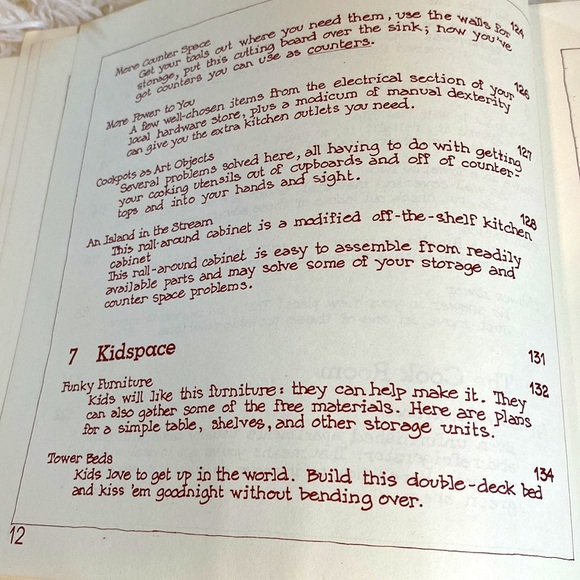 More Counter Space 124
Get your tools out where you need them, use the walls for
storage, put this cutting board over the sink; now you've
got counters you can use as counters.
More Power to You 126
A few well-chosen items from the electrical section of your
local hardware store, plus a modicum of manual dexterity
can give you the extra kitchen outlets you need.
Cookpots as Art Objects 127
Several problems solved here, all having to do with getting
your cooking utensils out of cupboards and off of counter-
tops and into your hands and sight.
An Island in the Stream 128
This roll-around cabinet is a modified off-the-shelf kitchen
cabinet
This roll-around cabinet is easy to assemble from readily
available parts and may solve some of your storage and
counter space problems.
7 Kidspace 131
Funky Furniture 132
Kids will like this furniture: they can help make it. They
can also gather some of the free materials. Here are plans
for a simple table, shelves, and other storage units.
Tower Beds 134
Kids love to get up in the world. Build this double-deck bed
and kiss 'em goodnight without bending over.
12